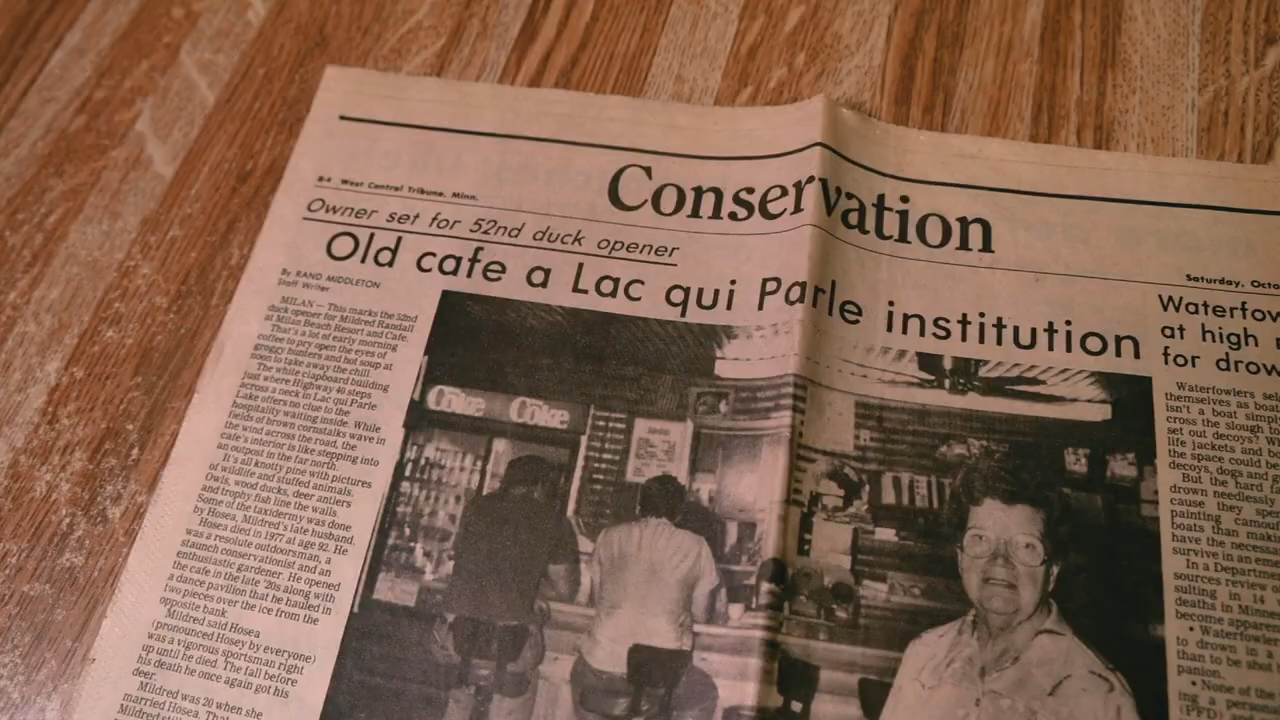 Conservation
8-4 West Central Tribune, Minn.
Saturday, Octo
Owner set for 52nd duck opener
Old cafe a Lac qui Parle institution
By RAND MIDDLETON
Staff Writer
MILAN — This marks the 52nd
duck opener for Mildred Randall
at Milan Beach Resort and Cafe.
That's a lot of early morning
coffee to pry open the eyes of
groggy hunters and hot soup at
noon to take away the chill.
The white clapboard building
just where Highway 40 steps
across a neck in Lac qui Parle
Lake offers no clue to the
hospitality waiting inside. While
fields of brown cornstalks wave in
the wind across the road, the
cafe's interior is like stepping into
an outpost in the far north.
It's all knotty pine with pictures
of wildlife and stuffed animals.
Owls, wood ducks, deer antlers
and trophy fish line the walls.
Some of the taxidermy was done
by Hosea, Mildred's late husband.
Hosea died in 1977 at age 92. He
was a resolute outdoorsman, a
staunch conservationist and an
enthusiastic gardener. He opened
the cafe in the late '20s along with
a dance pavilion that he hauled in
two pieces over the ice from the
opposite bank.
Mildred said Hosea
(pronounced Hosey by everyone)
was a vigorous sportsman right
up until he died. The fall before
his death he once again got his
deer.
Mildred was 20 when she
married Hosea. That
Mildred still
Coke Coke
Waterfow
at high r
for drow
Waterfowlers sel
themselves as boat
isn't a boat simply
cross the slough to
set out decoys? W
life jackets and bo
the space could be
decoys, dogs and g
But the hard f
drown needlessly
cause they spe
painting camou
boats than makin
have the necessa
survive in an eme
In a Departme
sources review o
sulting in 14
deaths in Minne
become appare
• Waterfowle
to drown in a
than to be shot
panion.
• None of the
ing a persona
(PFD)